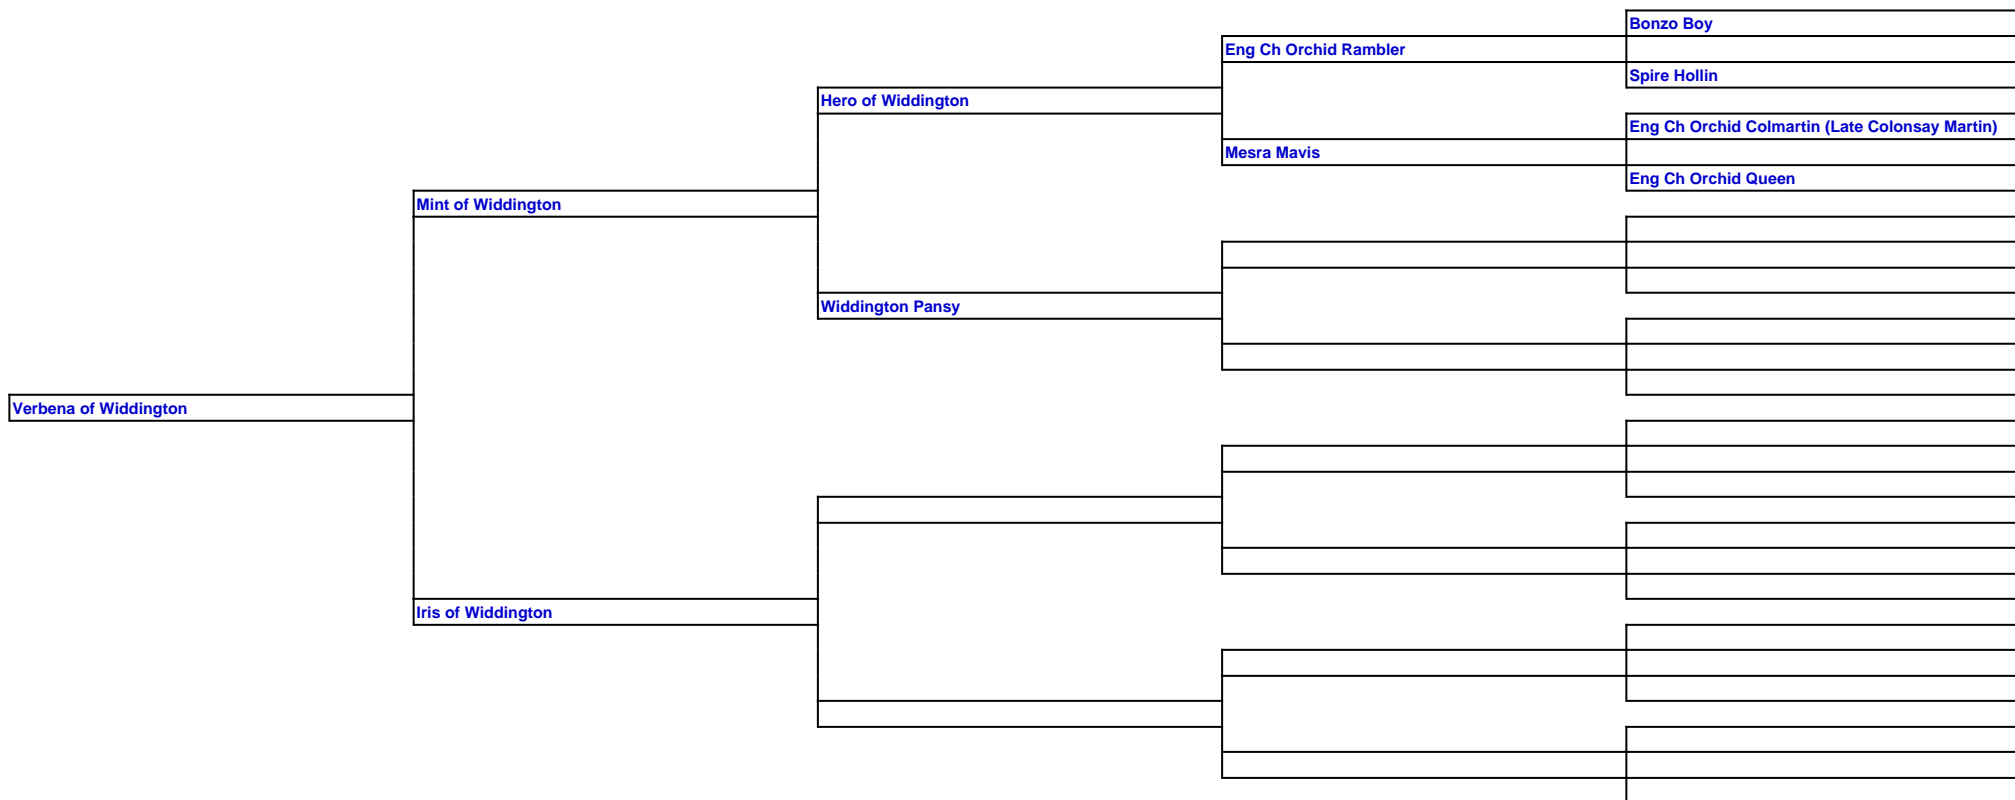 Bonzo Boy
Eng Ch Orchid Rambler
Spire Hollin
Hero of Widdington
Eng Ch Orchid Colmartin (Late Colonsay Martin)
Mesra Mavis
Eng Ch Orchid Queen
Mint of Widdington
Widdington Pansy
Verbena of Widdington
Iris of Widdington